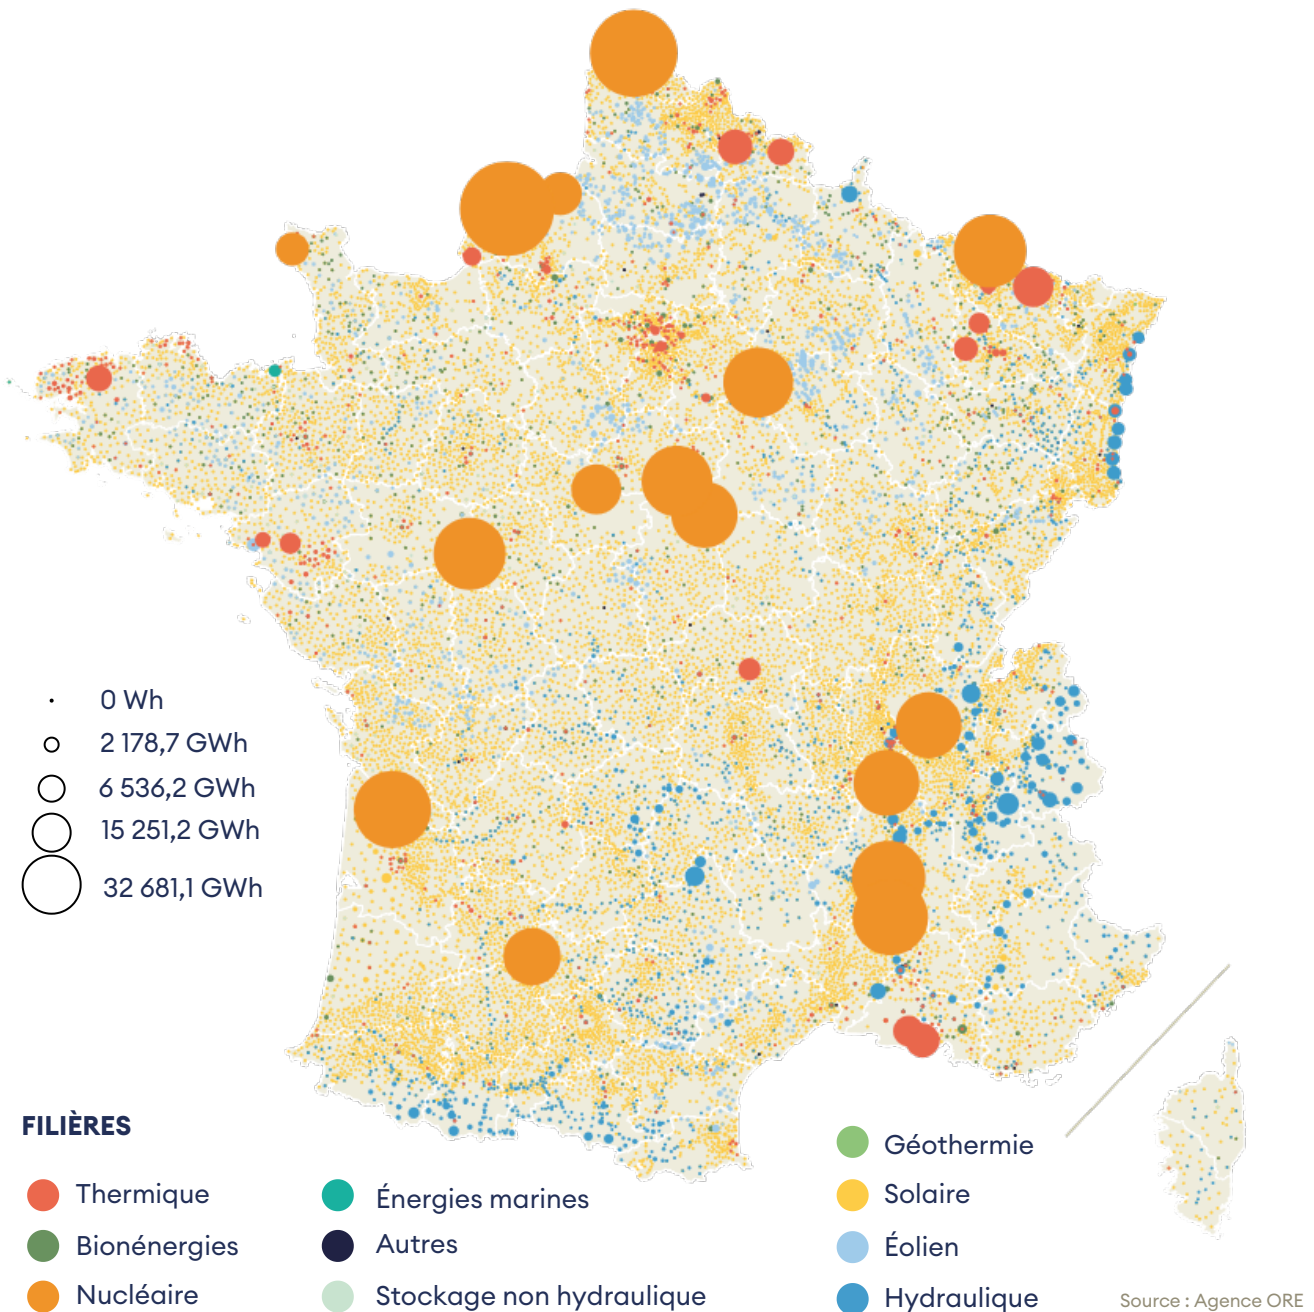 0 Wh
2 178,7 GWh
6 536,2 GWh
15 251,2 GWh
32 681,1 GWh
FILIÈRES
Thermique
Bionénergies
Nucléaire
Énergies marines
Autres
Stockage non hydraulique
Géothermie
Solaire
Éolien
Hydraulique
Source : Agence ORE